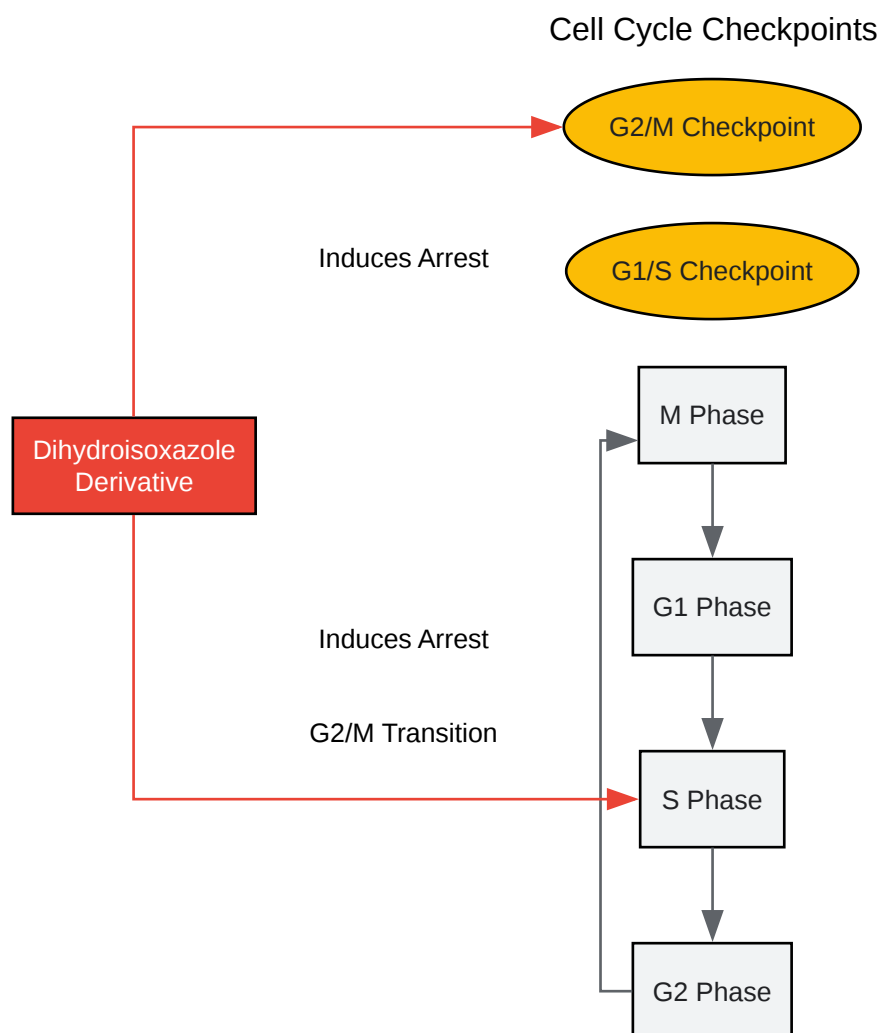 Cell Cycle Checkpoints
G2/M Checkpoint
Induces Arrest
G1/S Checkpoint
M Phase
Dihydroisoxazole
Derivative
G1 Phase
Induces Arrest
G2/M Transition
S Phase
G2 Phase